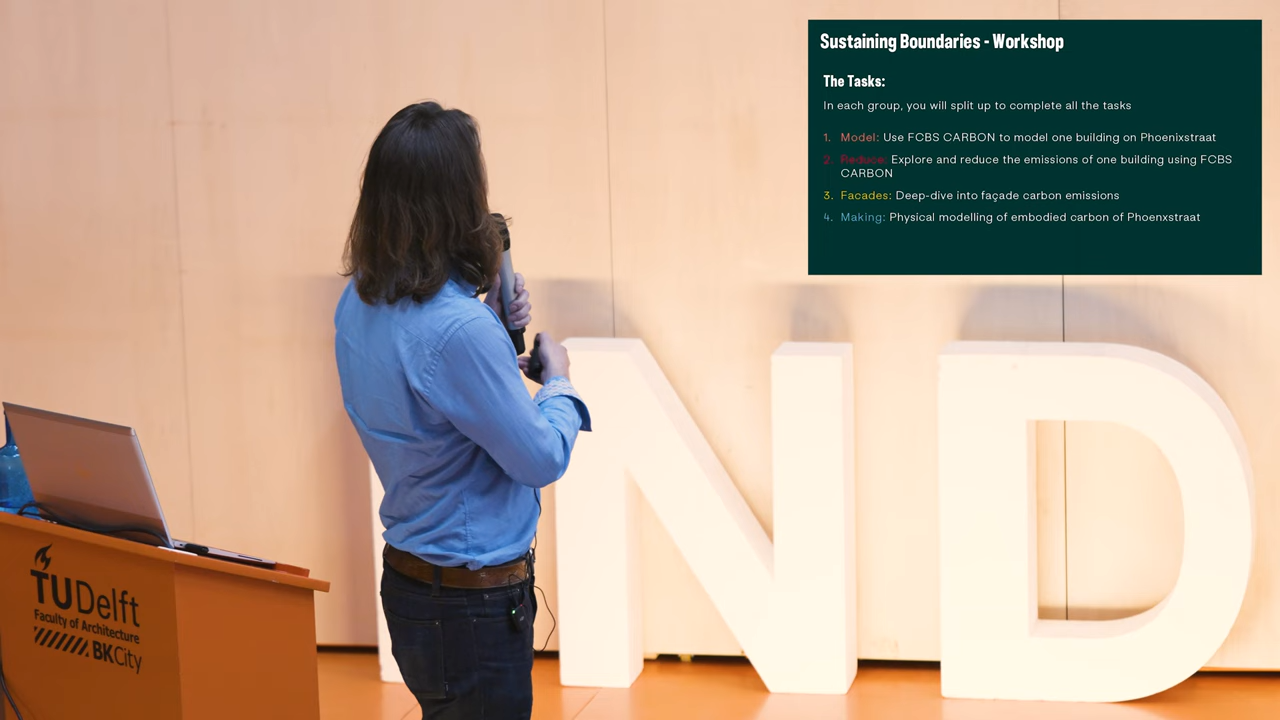 Sustaining Boundaries - Workshop
The Tasks:
In each group, you will split up to complete all the tasks
1. Model: Use FCBS CARBON to model one building on Phoenixstraat
2. Reduce: Explore and reduce the emissions of one building using FCBS
CARBON
3. Facades: Deep-dive into façade carbon emissions
4. Making: Physical modelling of embodied carbon of Phoenxstraat
ND
TUDelft
Faculty of Architecture
BKCity